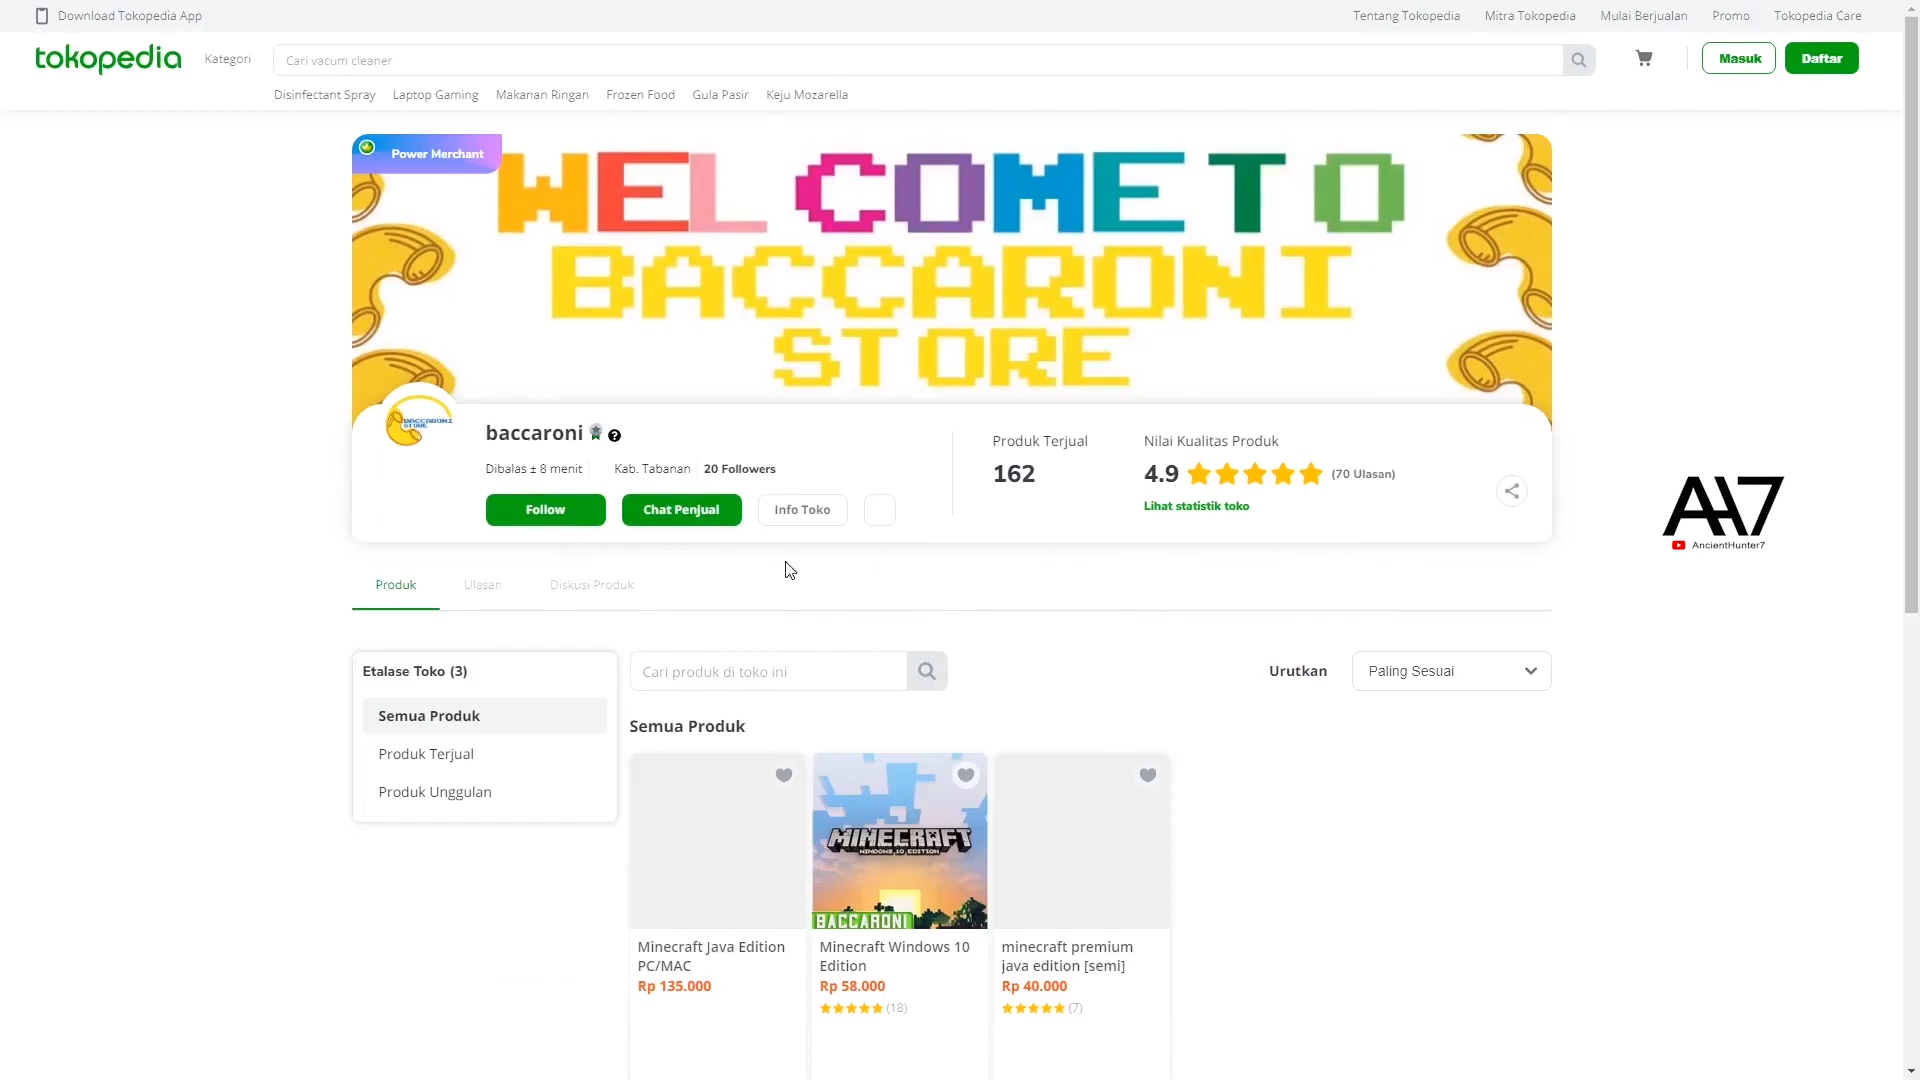 Download Tokopedia App
Tentang Tokopedia Mitra Tokopedia Mulai Berjualan Promo Tokopedia Care
tokopedia Kategori Cari vacum cleaner Masuk Daftar
Disinfectant Spray Laptop Gaming Makanan Ringan Frozen Food Gula Pasir Keju Mozarella
Power Merchant
WELCOME TO
BACCARONI
STORE
BACCARONI
STORE
baccaroni
Dibalas ± 8 menit Kab. Tabanan 20 Followers
Follow Chat Penjual Info Toko
Produk Terjual
162
Nilai Kualitas Produk
4.9 (70 Ulasan)
Lihat statistik toko
AH7
AncientHunter7
Produk Ulasan Diskusi Produk
Etalase Toko (3)
Semua Produk
Produk Terjual
Produk Unggulan
Cari produk di toko ini
Urutkan Paling Sesuai
Semua Produk
Minecraft Java Edition
PC/MAC
Rp 135.000
MINECRAFT
WINDOWS 10 EDITION
BACCARONI
Minecraft Windows 10
Edition
Rp 58.000
(18)
minecraft premium
java edition [semi]
Rp 40.000
(7)